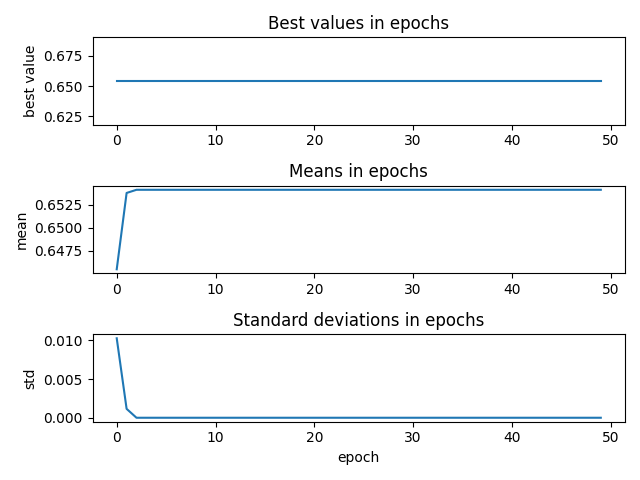 Best values in epochs
0.675
0.650
0.625
best value
0 10 20 30 40 50
Means in epochs
0.6525
0.6500
0.6475
mean
0 10 20 30 40 50
Standard deviations in epochs
0.010
0.005
0.000
std
0 10 20 30 40 50
epoch